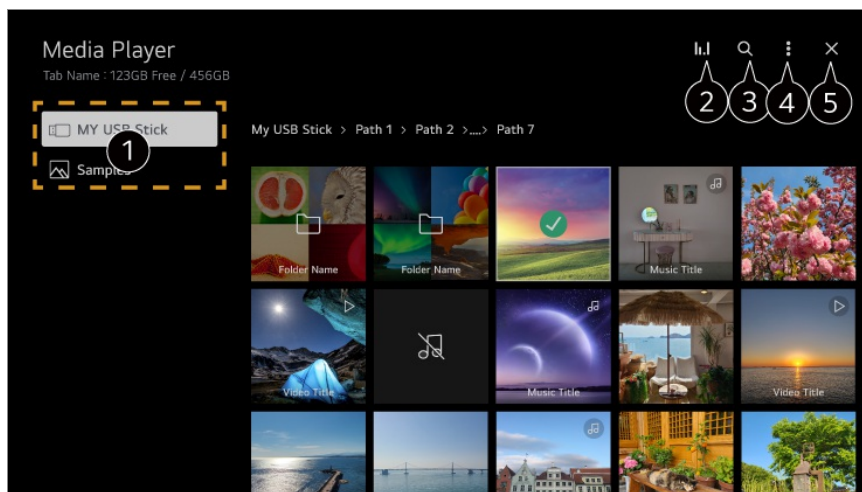 Media Player
Tab Name : 123GB Free / 456GB
2
3
4
5
MY USB Stick
1
Samples
My USB Stick > Path 1 > Path 2 >....> Path 7
Folder Name
Folder Name
Music Title
Video Title
Music Title
Video Title